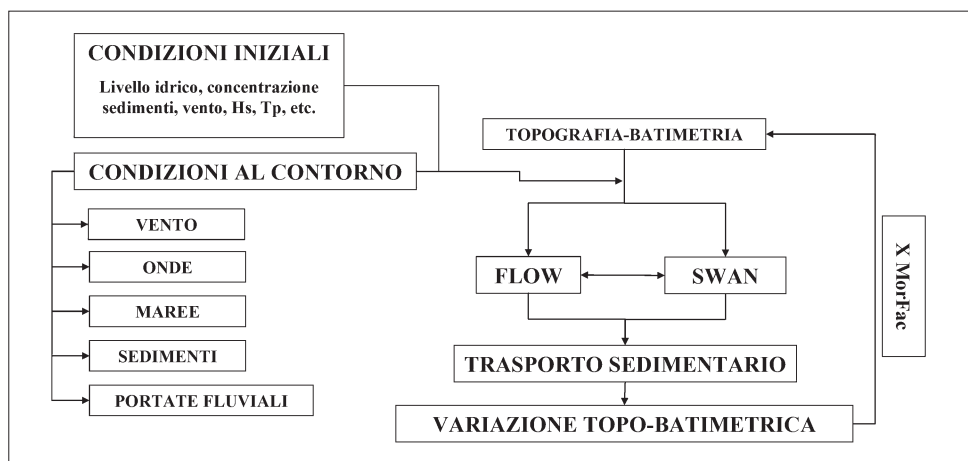 CONDIZIONI INIZIALI
Livello idrico, concentrazione
sedimenti, vento, Hs, Tp, etc.
CONDIZIONI AL CONTORNO
VENTO
ONDE
MAREE
SEDIMENTI
PORTATE FLUVIALI
TOPOGRAFIA-BATIMETRIA
FLOW
SWAN
TRASPORTO SEDIMENTARIO
VARIAZIONE TOPO-BATIMETRICA
X MorFac